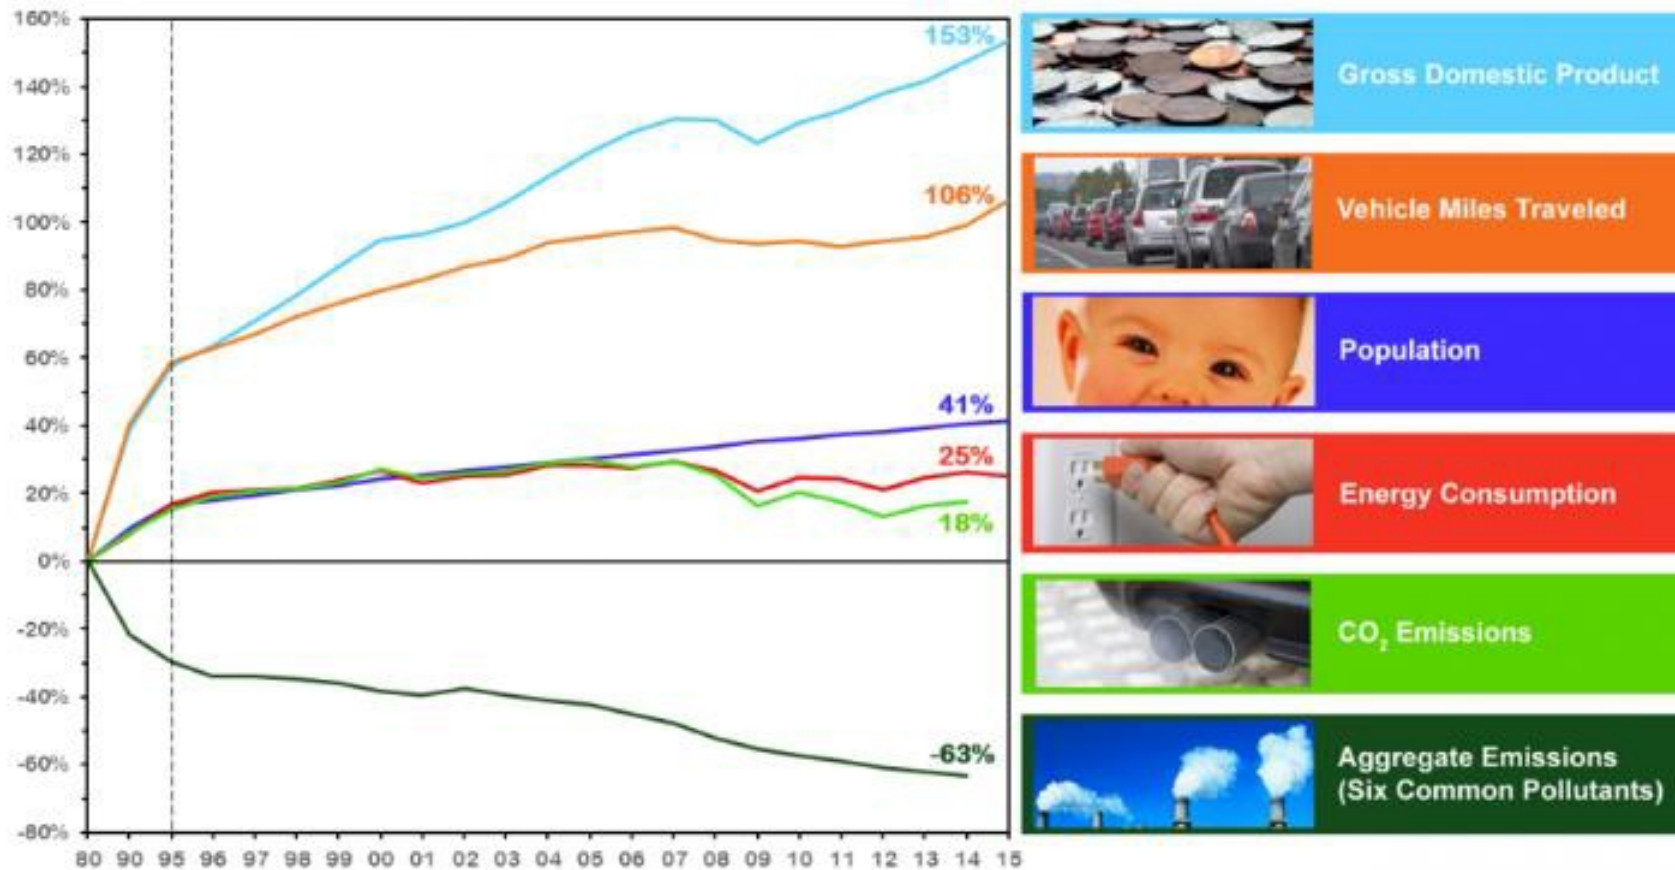 160%
140%
120%
100%
80%
60%
40%
20%
0%
-20%
-40%
-60%
-80%
80 90 95 96 97 98 99 00 01 02 03 04 05 06 07 08 09 10 11 12 13 14 15
153%
106%
41%
25%
18%
-63%
Gross Domestic Product
Vehicle Miles Traveled
Population
Energy Consumption
CO₂ Emissions
Aggregate Emissions
(Six Common Pollutants)